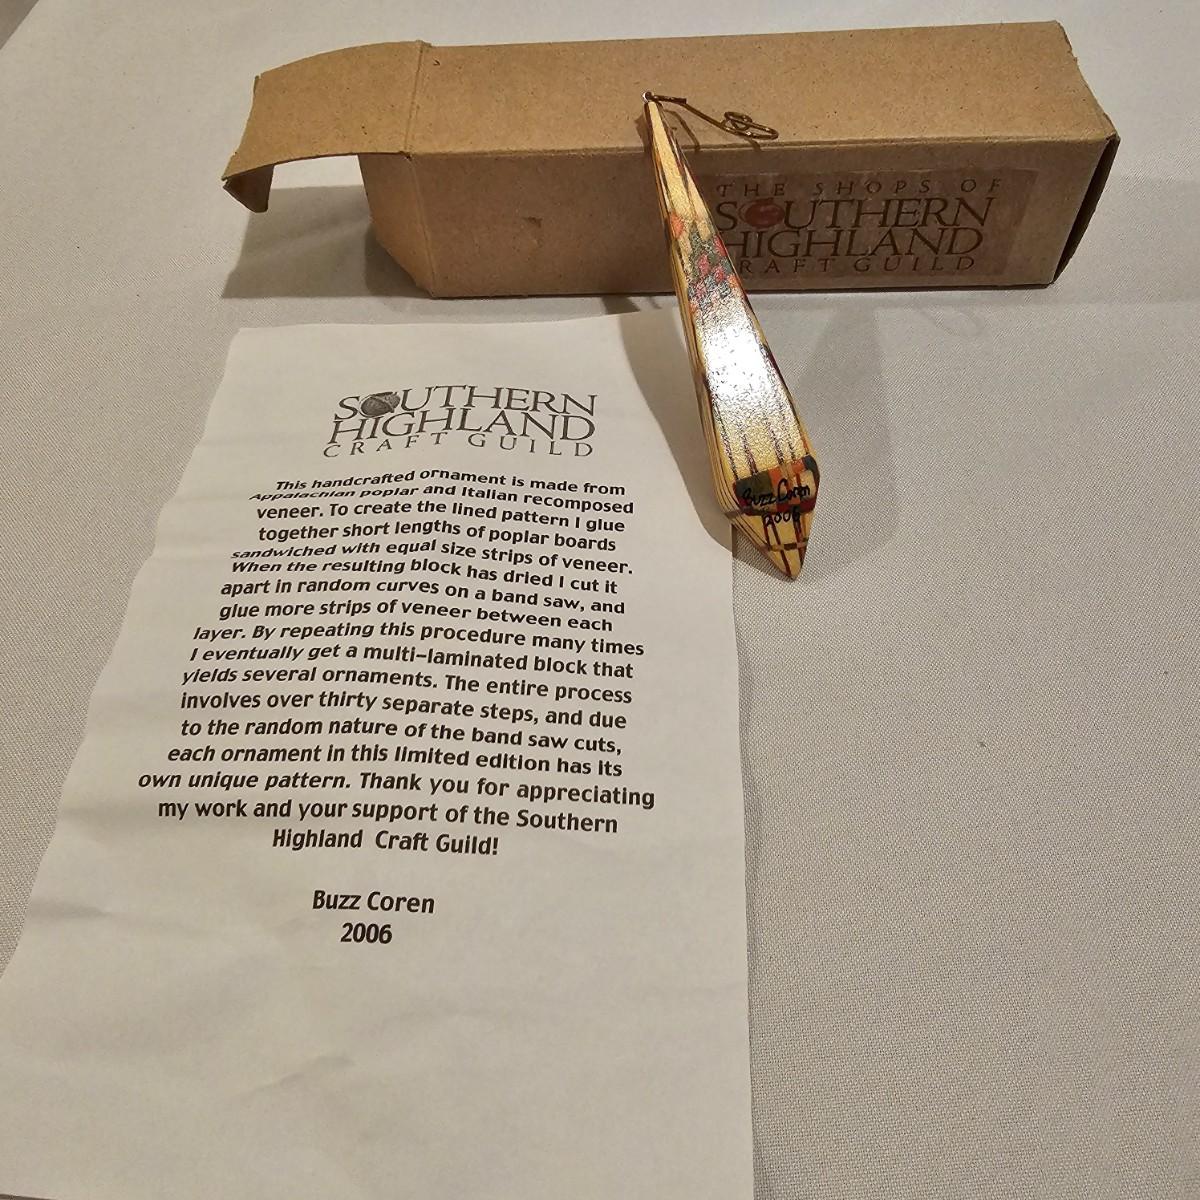 THE SHOPS OF
SOUTHERN
HIGHLAND
CRAFT GUILD
Buzz Coren
2006
SOUTHERN
HIGHLAND
CRAFT GUILD
This handcrafted ornament is made from
Appalachian poplar and Italian recomposed
veneer. To create the lined pattern I glue
together short lengths of poplar boards
sandwiched with equal size strips of veneer.
When the resulting block has dried I cut it
apart in random curves on a band saw, and
glue more strips of veneer between each
layer. By repeating this procedure many times
I eventually get a multi-laminated block that
yields several ornaments. The entire process
involves over thirty separate steps, and due
to the random nature of the band saw cuts,
each ornament in this limited edition has its
own unique pattern. Thank you for appreciating
my work and your support of the Southern
Highland Craft Guild!
Buzz Coren
2006